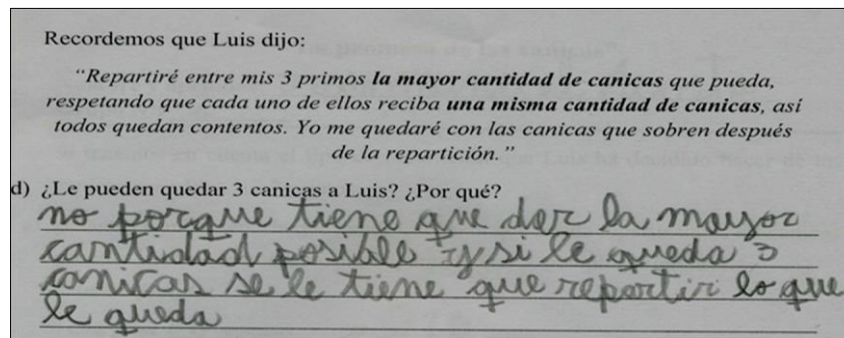 Recordemos que Luis dijo:
“Repartiré entre mis 3 primos la mayor cantidad de canicas que pueda,
respetando que cada uno de ellos reciba una misma cantidad de canicas, así
todos quedan contentos. Yo me quedaré con las canicas que sobren después
de la repartición.”
d) ¿Le pueden quedar 3 canicas a Luis? ¿Por qué?
no porque tiene que der la mayor
cantidad posible y si le queda 3
canicas se le tiene que repartir lo que
le queda